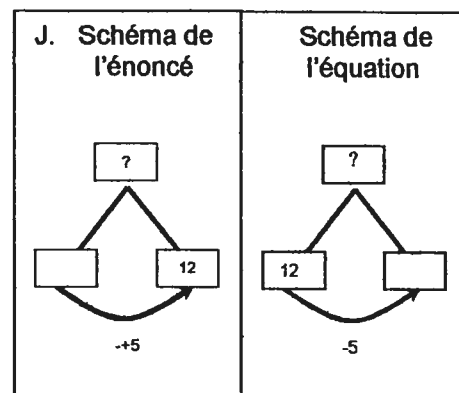 J. Schéma de
l'énoncé
?
12
-+5
Schéma de
l'équation
?
12
-5